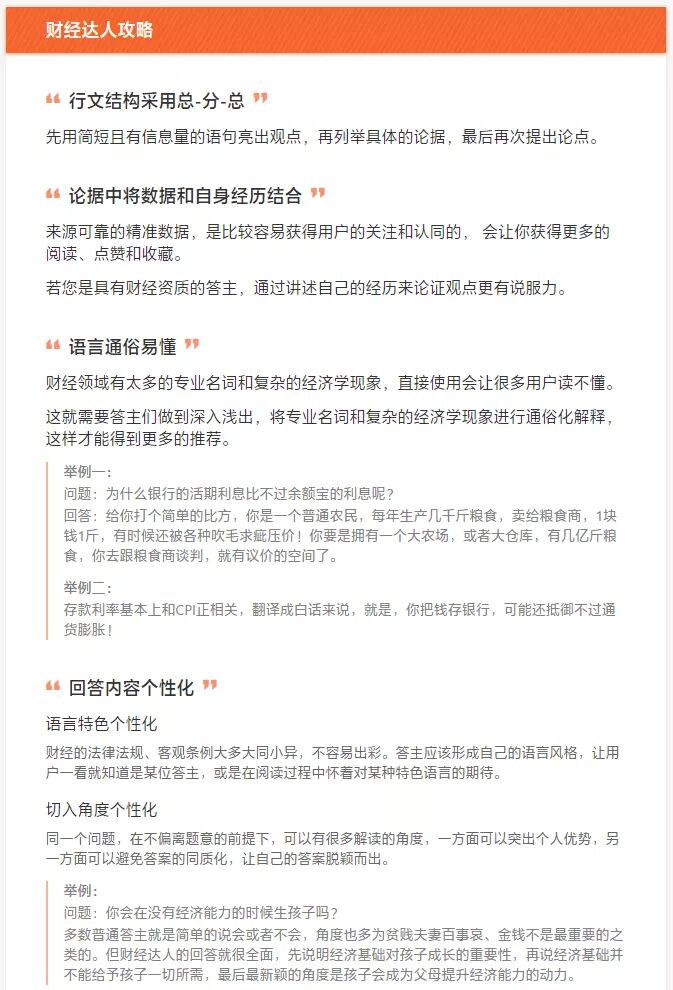 财经达人攻略
❝ 行文结构采用总-分-总 ❞
先用简短且有信息量的语句亮出观点，再列举具体的论据，最后再次提出论点。
❝ 论据中将数据和自身经历结合 ❞
来源可靠的精准数据，是比较容易获得用户的关注和认同的， 会让你获得更多的
阅读、点赞和收藏。
若您是具有财经资质的答主，通过讲述自己的经历来论证观点更有说服力。
❝ 语言通俗易懂 ❞
财经领域有太多的专业名词和复杂的经济学现象，直接使用会让很多用户读不懂。
这就需要答主们做到深入浅出，将专业名词和复杂的经济学现象进行通俗化解释，
这样才能得到更多的推荐。
举例一：
问题：为什么银行的活期利息比不过余额宝的利息呢？
回答：给你打个简单的比方，你是一个普通农民，每年生产几千斤粮食，卖给粮食商，1块
钱1斤，有时候还被各种吹毛求疵压价！你要是拥有一个大农场，或者大仓库，有几亿斤粮
食，你去跟粮食商谈判，就有议价的空间了。
举例二：
存款利率基本上和CPI正相关，翻译成白话来说，就是，你把钱存银行，可能还抵御不过通
货膨胀！
❝ 回答内容个性化 ❞
语言特色个性化
财经的法律法规、客观条例大多大同小异，不容易出彩。答主应该形成自己的语言风格，让用
户一看就知道是某位答主，或是在阅读过程中怀着对某种特色语言的期待。
切入角度个性化
同一个问题，在不偏离题意的前提下，可以有很多解读的角度，一方面可以突出个人优势，另
一方面可以避免答案的同质化，让自己的答案脱颖而出。
举例：
问题：你会在没有经济能力的时候生孩子吗？
多数普通答主就是简单的说会或者不会，角度也多为贫贱夫妻百事哀、金钱不是最重要的之
类的。但财经达人的回答就很全面，先说明经济基础对孩子成长的重要性，再说经济基础并
不能给予孩子一切所需，最后最新颖的角度是孩子会成为父母提升经济能力的动力。